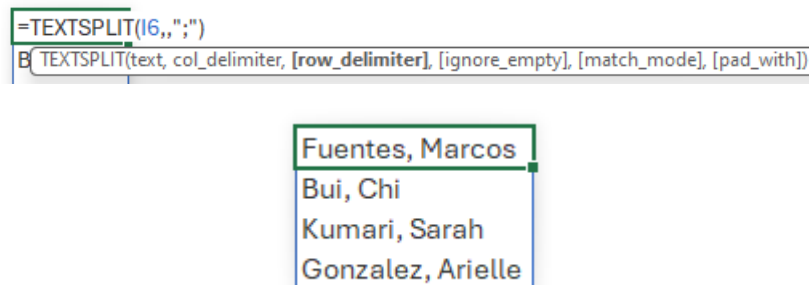 =TEXTSPLIT(I6,,";")
B TEXTSPLIT(text, col_delimiter, [row_delimiter], [ignore_empty], [match_mode], [pad_with])
Fuentes, Marcos
Bui, Chi
Kumari, Sarah
Gonzalez, Arielle